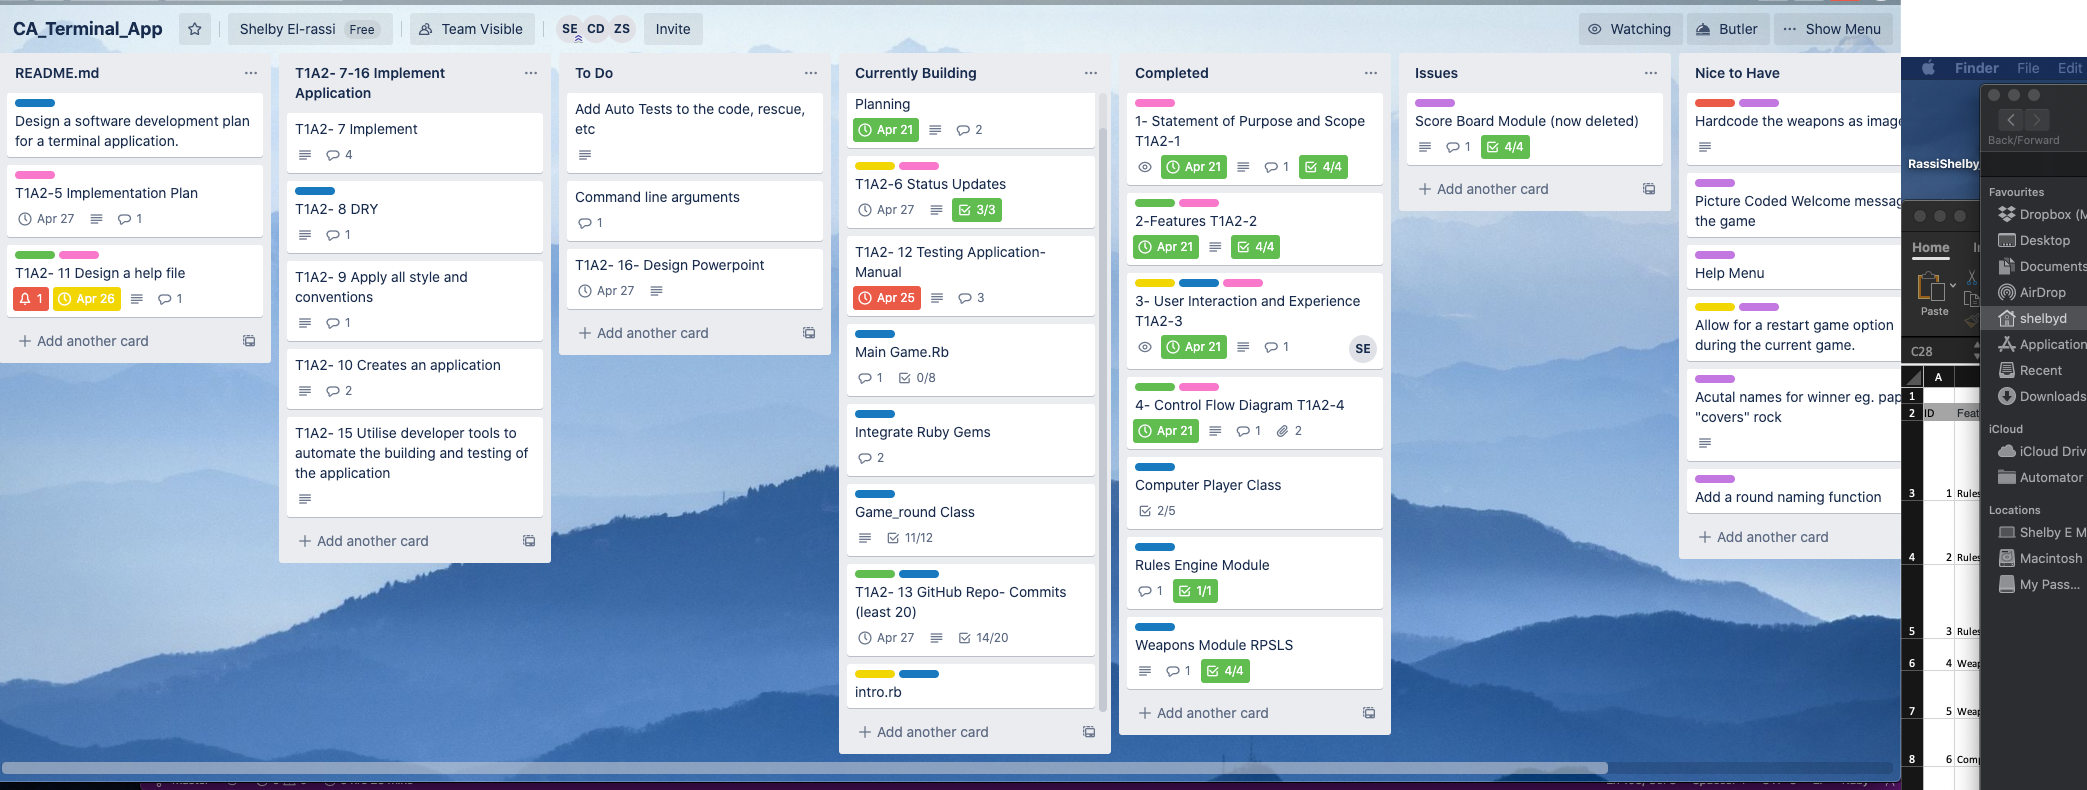 CA_Terminal_App
Shelby El-rassi Free
Team Visible
SE CD ZS
Invite
Watching
Butler
Show Menu
README.md
Design a software development plan
for a terminal application.
T1A2-5 Implementation Plan
Apr 27 1
T1A2- 11 Design a help file
1 Apr 26 1
+ Add another card
T1A2- 7-16 Implement
Application
T1A2- 7 Implement
4
T1A2- 8 DRY
1
T1A2- 9 Apply all style and
conventions
1
T1A2- 10 Creates an application
2
T1A2- 15 Utilise developer tools to
automate the building and testing of
the application
+ Add another card
To Do
Add Auto Tests to the code, rescue,
etc
Command line arguments
1
T1A2- 16- Design Powerpoint
Apr 27
+ Add another card
Currently Building
Planning
Apr 21 2
T1A2-6 Status Updates
Apr 27 3/3
T1A2- 12 Testing Application-
Manual
Apr 25 3
Main Game.Rb
1 0/8
Integrate Ruby Gems
2
Game_round Class
11/12
T1A2- 13 GitHub Repo- Commits
(least 20)
Apr 27 14/20
intro.rb
+ Add another card
Completed
1- Statement of Purpose and Scope
T1A2-1
Apr 21 1 4/4
2-Features T1A2-2
Apr 21 4/4
3- User Interaction and Experience
T1A2-3
Apr 21 1 SE
4- Control Flow Diagram T1A2-4
Apr 21 1 2
Computer Player Class
2/5
Rules Engine Module
1 1/1
Weapons Module RPSLS
1 4/4
+ Add another card
Issues
Score Board Module (now deleted)
1 4/4
+ Add another card
Nice to Have
Hardcode the weapons as image
Picture Coded Welcome messag
the game
Help Menu
Allow for a restart game option
during the current game.
Acutal names for winner eg. pap
"covers" rock
Add a round naming function
+ Add another card
Finder File Edit
RassiShelby_
Home
Paste
C28
A
1
2 ID Feat
3 1 Rules
4 2 Rules
5 3 Rules
6 4 Weap
7 5 Weap
8 6 Comp
Back/Forward
Favourites
Dropbox (M
Desktop
Documents
AirDrop
shelbyd
Application
Recent
Downloads
iCloud
iCloud Driv
Automator
Locations
Shelby E M
Macintosh
My Pass...